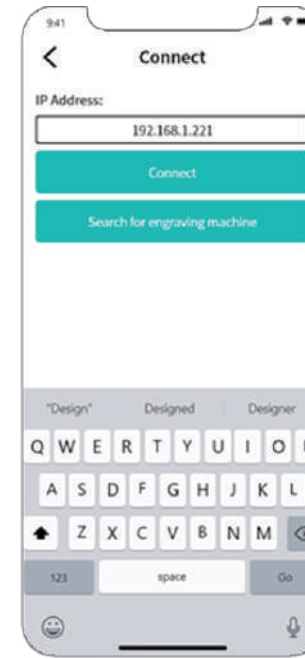 9:41
Connect
IP Address:
192.168.1.221
Connect
Search for engraving machine
"Design" Designed Designer
Q W E R T Y U I O
A S D F G H J K L
Z X C V B N M
123 space Go